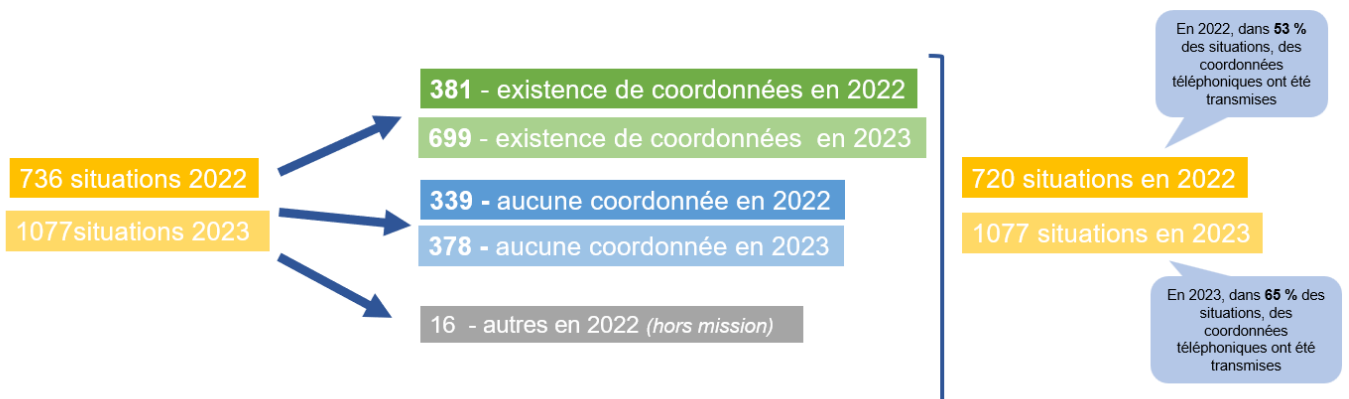 736 situations 2022
1077situations 2023
381 - existence de coordonnées en 2022
699 - existence de coordonnées en 2023
339 - aucune coordonnée en 2022
378 - aucune coordonnée en 2023
16 - autres en 2022 (hors mission)
En 2022, dans 53 %
des situations, des
coordonnées
téléphoniques ont été
transmises
720 situations en 2022
1077 situations en 2023
En 2023, dans 65 % des
situations, des
coordonnées
téléphoniques ont été
transmises